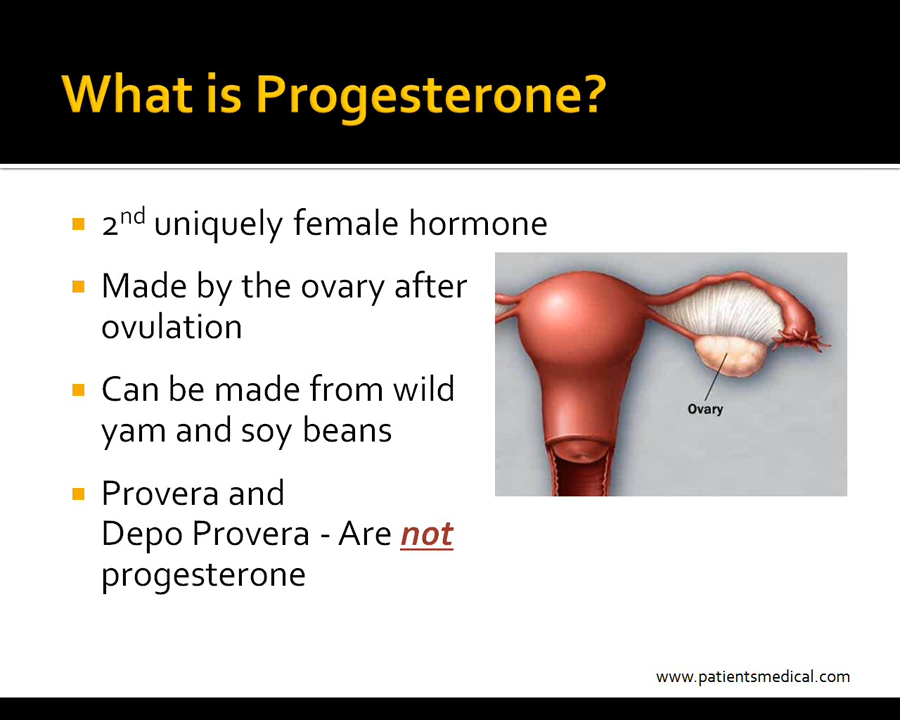 What is Progesterone?
2nd uniquely female hormone
Made by the ovary after
ovulation
Can be made from wild
yam and soy beans
Provera and
Depo Provera - Are not
progesterone
Ovary
www.patientsmedical.com